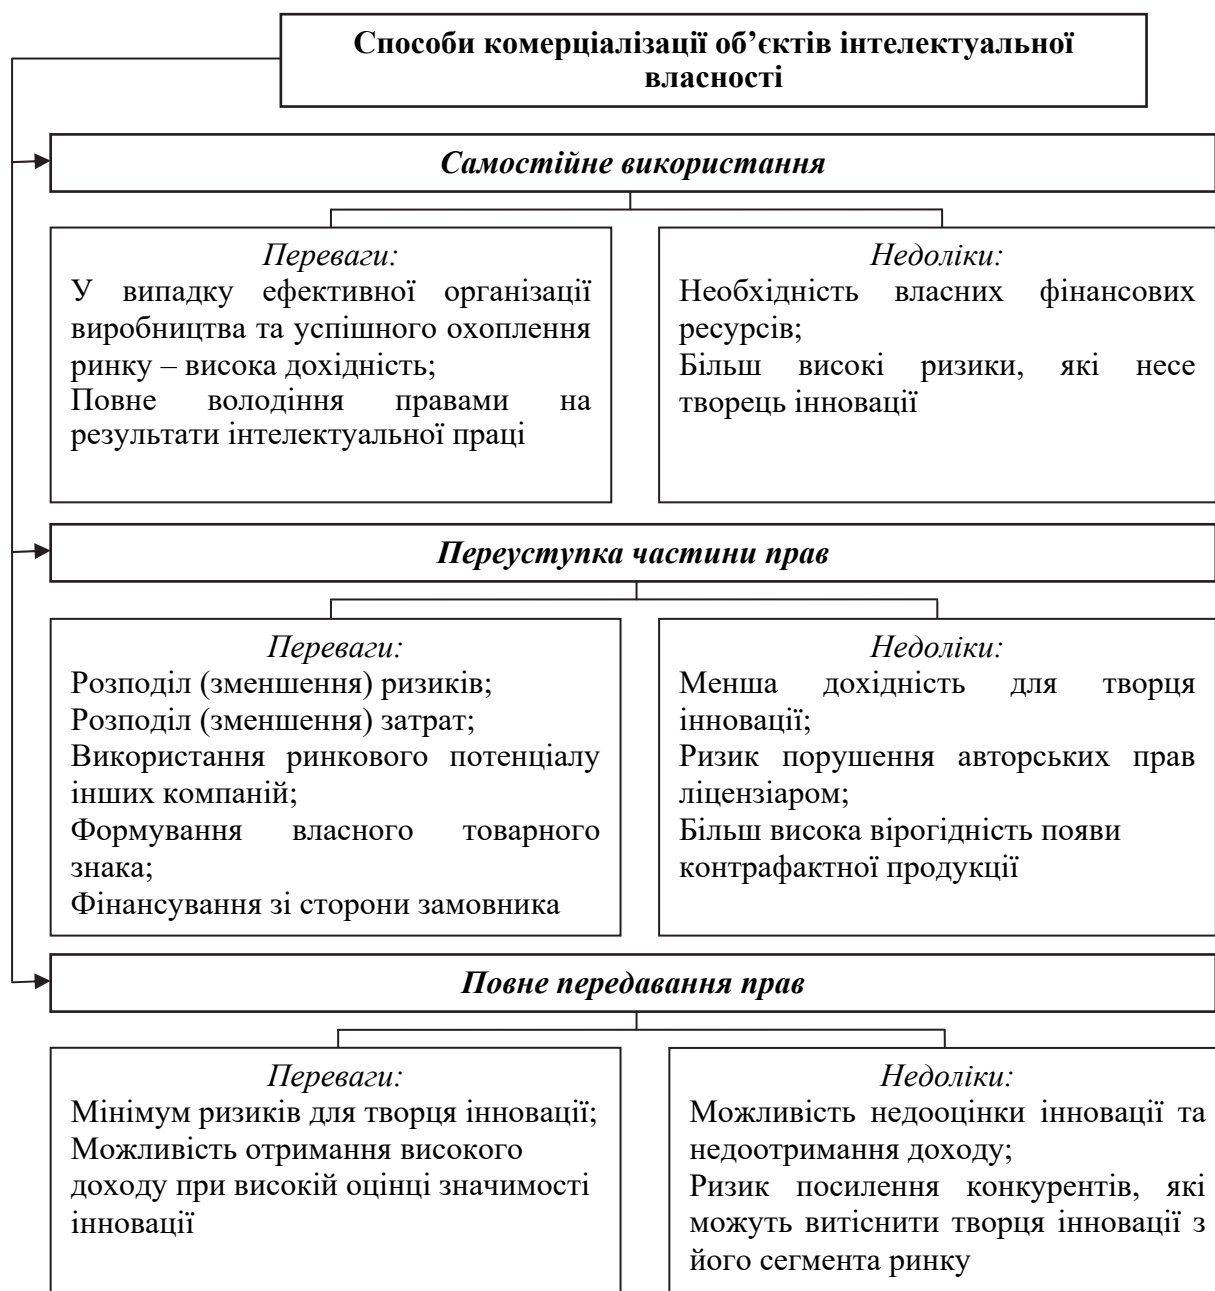 Способи комерціалізації об’єктів інтелектуальної
власності
Самостійне використання
Переваги:
У випадку ефективної організації
виробництва та успішного охоплення
ринку – висока дохідність;
Повне володіння правами на
результати інтелектуальної праці
Недоліки:
Необхідність власних фінансових
ресурсів;
Більш високі ризики, які несе
творець інновації
Переуступка частини прав
Переваги:
Розподіл (зменшення) ризиків;
Розподіл (зменшення) затрат;
Використання ринкового потенціалу
інших компаній;
Формування власного товарного
знака;
Фінансування зі сторони замовника
Недоліки:
Менша дохідність для творця
інновації;
Ризик порушення авторських прав
ліцензіаром;
Більш висока вірогідність появи
контрафактної продукції
Повне передавання прав
Переваги:
Мінімум ризиків для творця інновації;
Можливість отримання високого
доходу при високій оцінці значимості
інновації
Недоліки:
Можливість недооцінки інновації та
недоотримання доходу;
Ризик посилення конкурентів, які
можуть витіснити творця інновації з
його сегмента ринку